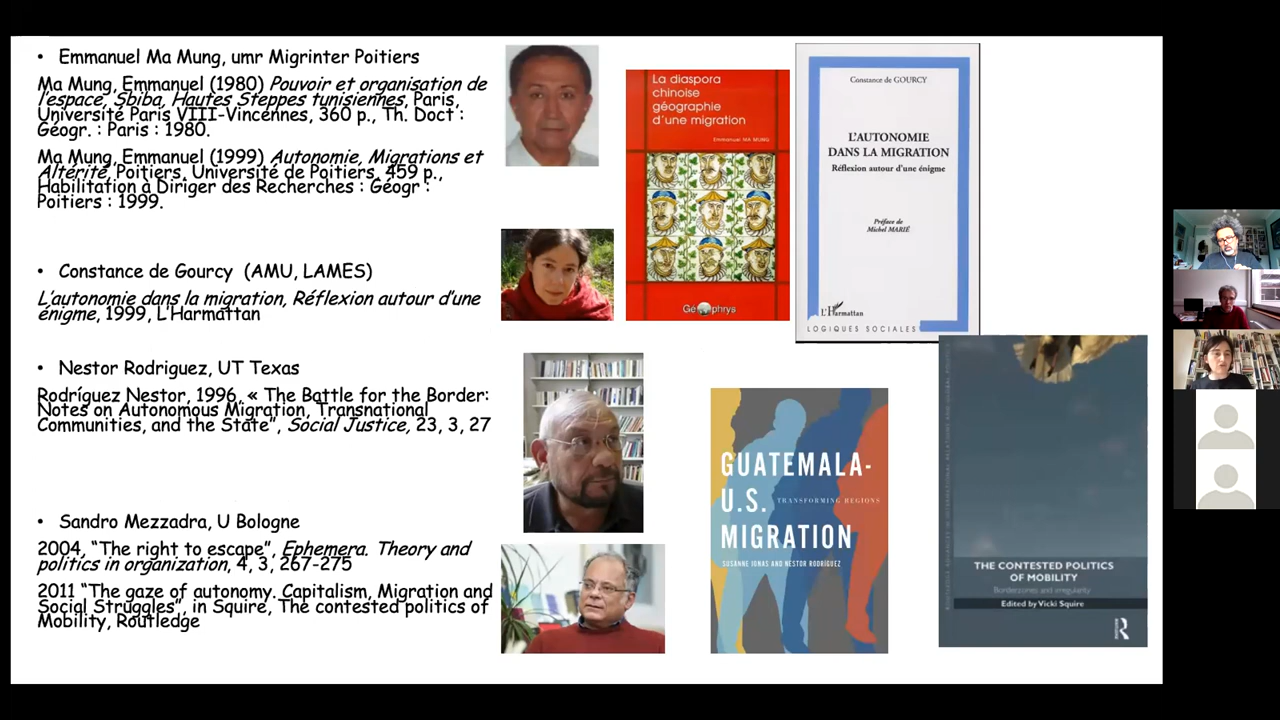 • Emmanuel Ma Mung, umr Migrinter Poitiers
Ma Mung, Emmanuel (1980) Pouvoir et organisation de
l'espace, Sbiba, Hautes Steppes tunisiennes, Paris,
Université Paris VIII-Vincennes, 360 p., Th. Doct :
Géogr. : Paris : 1980.
Ma Mung, Emmanuel (1999) Autonomie, Migrations et
Altérité, Poitiers, Université de Poitiers, 459 p.,
Habilitation à Diriger des Recherches : Géogr :
Poitiers : 1999.
• Constance de Gourcy (AMU, LAMES)
L'autonomie dans la migration, Réflexion autour d'une
énigme, 1999, L'Harmattan
• Nestor Rodriguez, UT Texas
Rodríguez Nestor, 1996, « The Battle for the Border:
Notes on Autonomous Migration, Transnational
Communities, and the State", Social Justice, 23, 3, 27
• Sandro Mezzadra, U Bologne
2004, "The right to escape", Ephemera. Theory and
politics in organization, 4, 3, 267-275
2011 "The gaze of autonomy. Capitalism, Migration and
Social Struggles", in Squire, The contested politics of
Mobility, Routledge
La diaspora
chinoise
géographie
d'une migration
Emmanuel MA MUNG
Constance de GOURCY
L'AUTONOMIE
DANS LA MIGRATION
Réflexion autour d'une énigme
Préface de
Michel MARIÉ
L'Harmattan
LOGIQUES SOCIALES
GUATEMALA-
U.S. TRANSFORMING REGIONS
MIGRATION
SUSANNE JONAS AND NÉSTOR RODRÍGUEZ
THE CONTESTED POLITICS
OF MOBILITY
Borderzones and irregularity
Edited by Vicki Squire
R